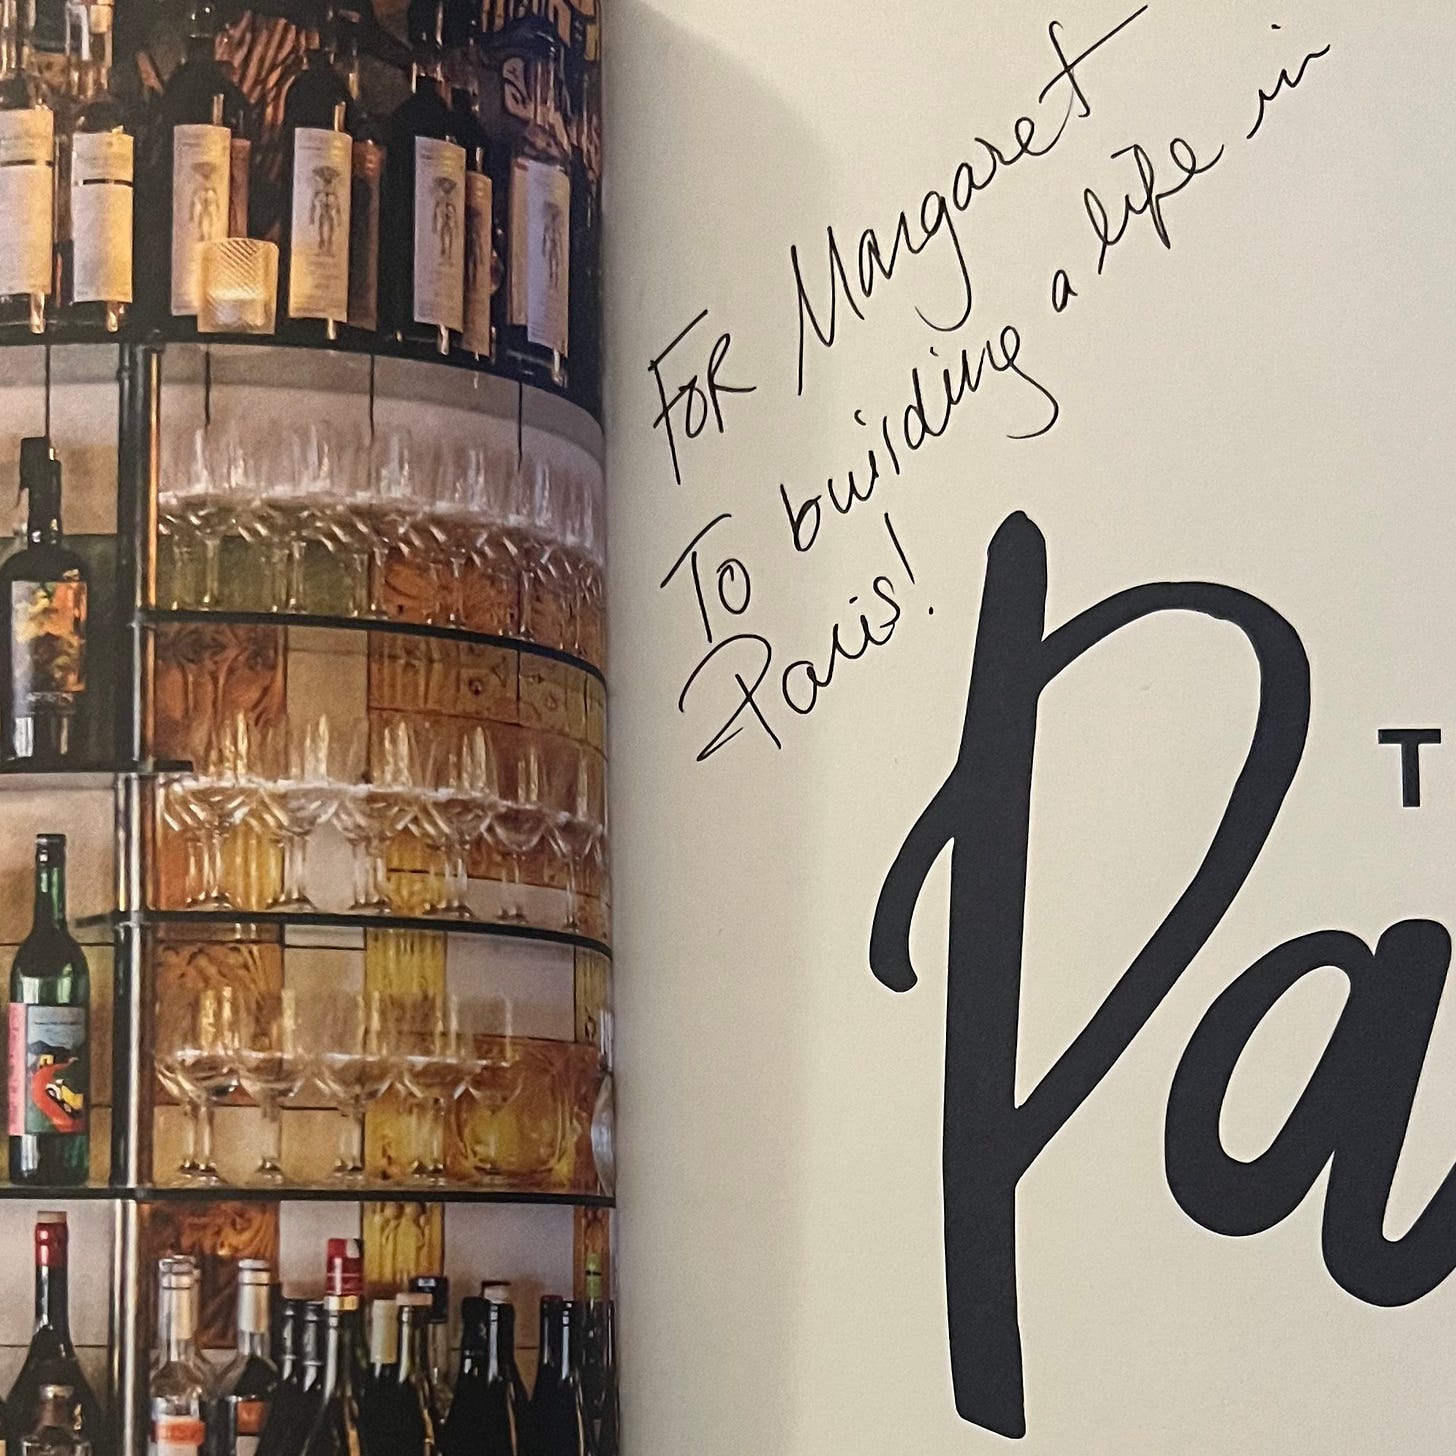 For Margaret
To building a life in
Paris!
T
Pa